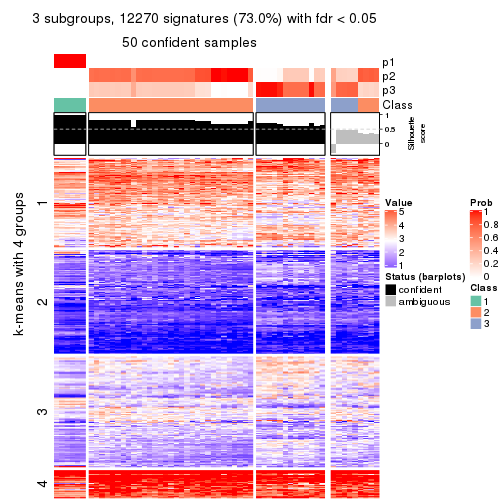 3 subgroups, 12270 signatures (73.0%) with fdr < 0.05
50 confident samples
p1
p2
p3
Class
1
0.5
0
Silhouette
score
k-means with 4 groups
1
2
3
4
Value
5
4
3
2
1
Status (barplots)
confident
ambiguous
Prob
1
0.8
0.6
0.4
0.2
0
Class
1
2
3